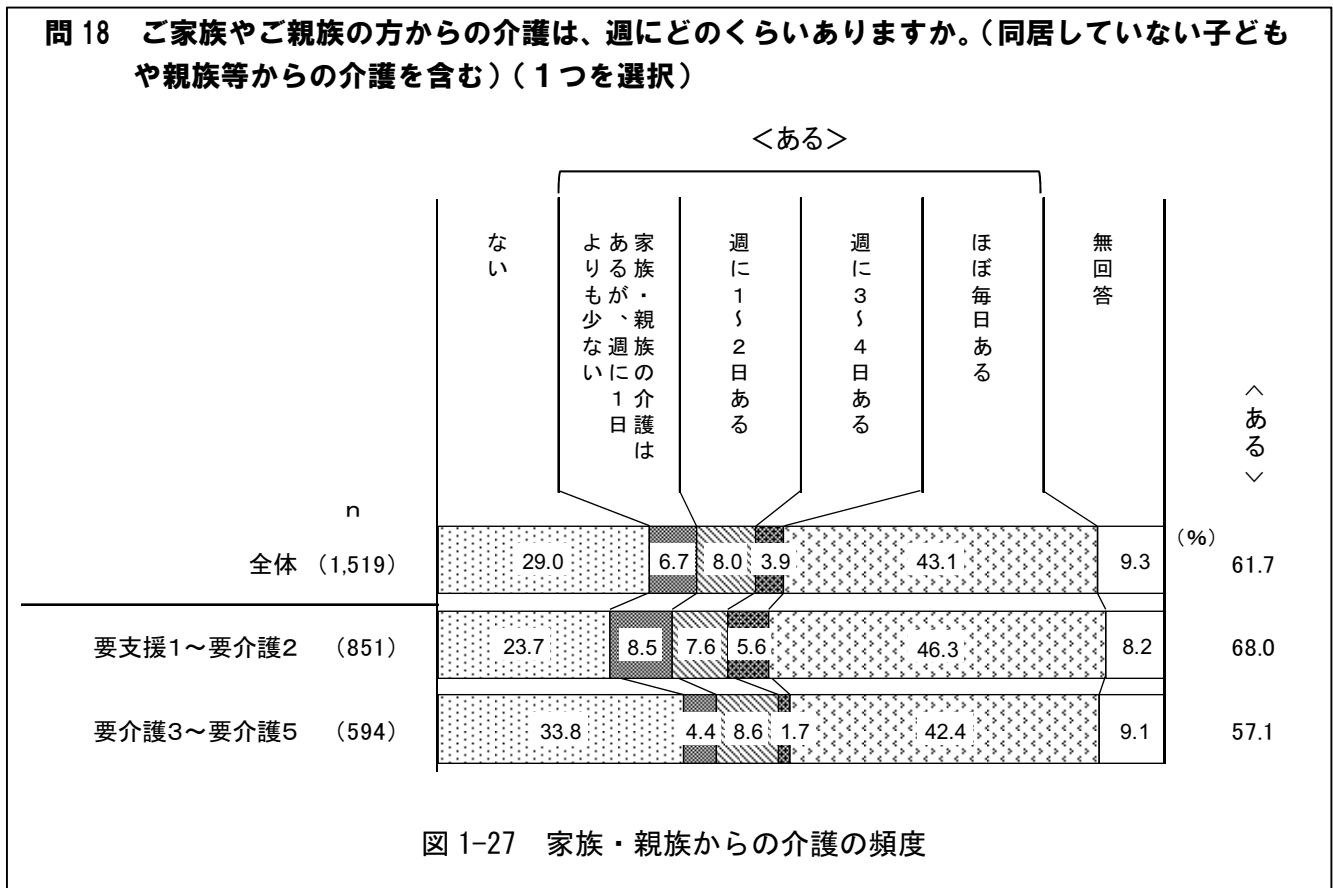 問18　ご家族やご親族の方からの介護は、週にどのくらいありますか。（同居していない子ども
や親族等からの介護を含む）（１つを選択）
＜ある＞
ない
家族・親族の介護は
あるが、週に１日
よりも少ない
週に１～２日ある
週に３～４日ある
ほぼ毎日ある
無回答
＜ある＞
n
(%)
全体 (1,519) 29.0 6.7 8.0 3.9 43.1 9.3 61.7
要支援１～要介護２ (851) 23.7 8.5 7.6 5.6 46.3 8.2 68.0
要介護３～要介護５ (594) 33.8 4.4 8.6 1.7 42.4 9.1 57.1
図1-27　家族・親族からの介護の頻度